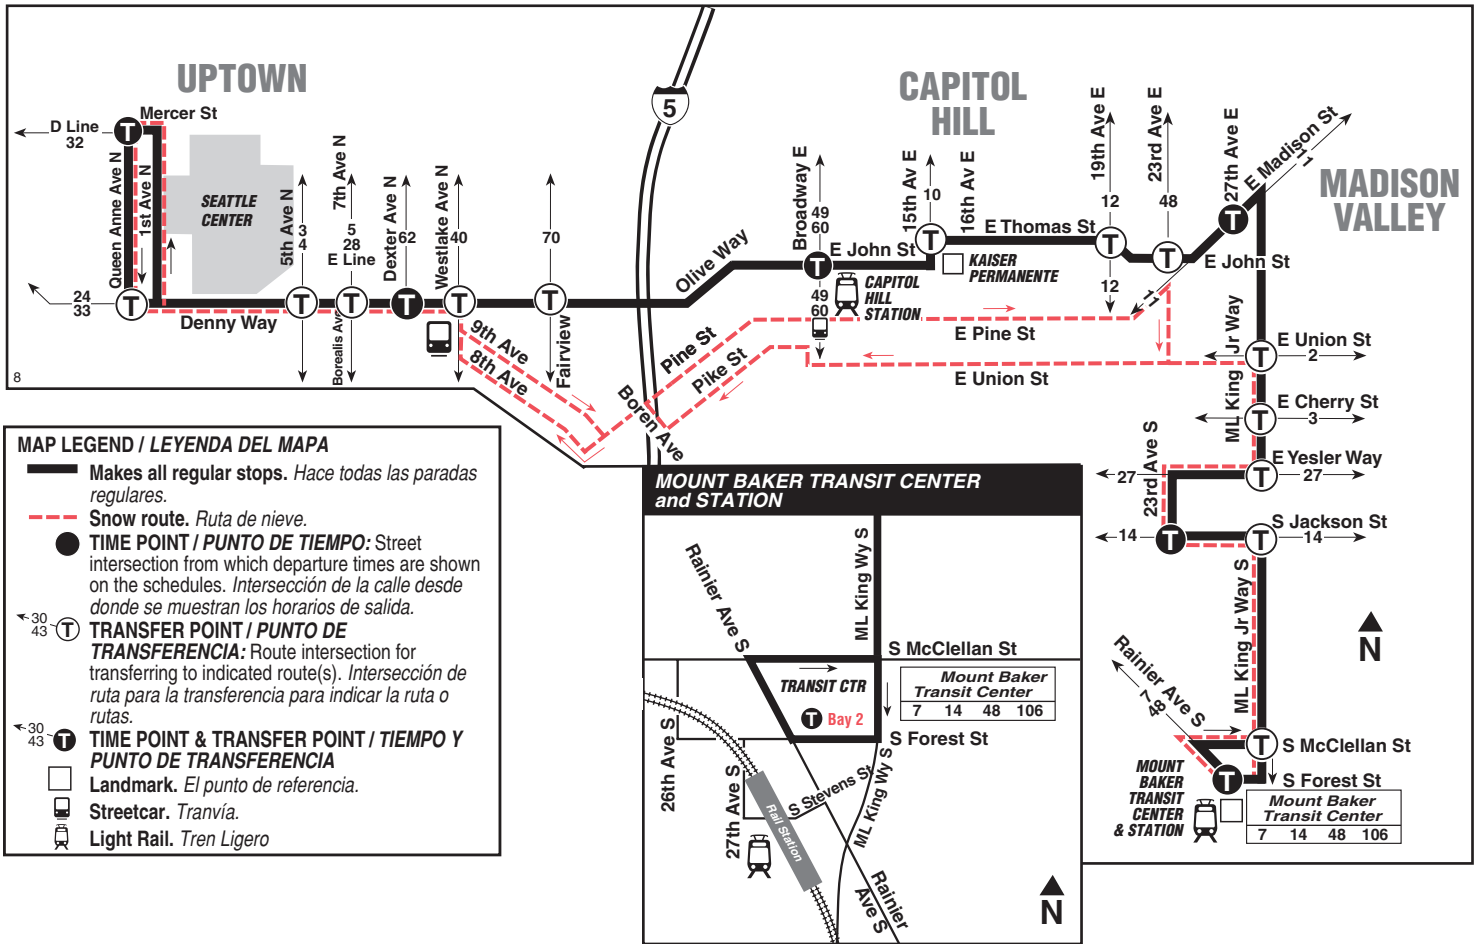 UPTOWN
CAPITOL
HILL
MADISON
VALLEY
5
D Line
32
Mercer St
T
Queen Anne Ave N
1st Ave N
SEATTLE
CENTER
24
33
T
Denny Way
5th Ave N
3
4
T
7th Ave N
5
28
E Line
T
Borealis Ave
Dexter Ave N
62
T
Westlake Ave N
40
T
70
T
Fairview
9th Ave
8th Ave
Olive Way
Pine St
Pike St
Boren Ave
Broadway E
49
60
T
49
60
E John St
CAPITOL
HILL
STATION
15th Av E
10
T
16th Av E
KAISER
PERMANENTE
E Thomas St
19th Ave E
12
T
12
23rd Ave E
48
T
11
27th Ave E
T
E Madison St
11
E John St
E Pine St
E Union St
ML King Jr Way
E Union St
T
2
E Cherry St
T
3
E Yesler Way
T
27
27
23rd Ave S
S Jackson St
14
T
T
14
ML King Jr Way S
Rainier Ave S
7
48
T
S McClellan St
T
S Forest St
MOUNT
BAKER
TRANSIT
CENTER
& STATION
Mount Baker
Transit Center
7 14 48 106
N
8
MAP LEGEND / LEYENDA DEL MAPA
Makes all regular stops. Hace todas las paradas
regulares.
Snow route. Ruta de nieve.
TIME POINT / PUNTO DE TIEMPO: Street
intersection from which departure times are shown
on the schedules. Intersección de la calle desde
donde se muestran los horarios de salida.
30
43
T
TRANSFER POINT / PUNTO DE
TRANSFERENCIA: Route intersection for
transferring to indicated route(s). Intersección de
ruta para la transferencia para indicar la ruta o
rutas.
30
43
T
TIME POINT & TRANSFER POINT / TIEMPO Y
PUNTO DE TRANSFERENCIA
Landmark. El punto de referencia.
Streetcar. Tranvía.
Light Rail. Tren Ligero
MOUNT BAKER TRANSIT CENTER
and STATION
Rainier Ave S
ML King Wy S
S McClellan St
TRANSIT CTR
T
Bay 2
Mount Baker
Transit Center
7 14 48 106
S Forest St
26th Ave S
27th Ave S
S Stevens St
ML King Wy S
Rail Station
Rainier
Ave S
N